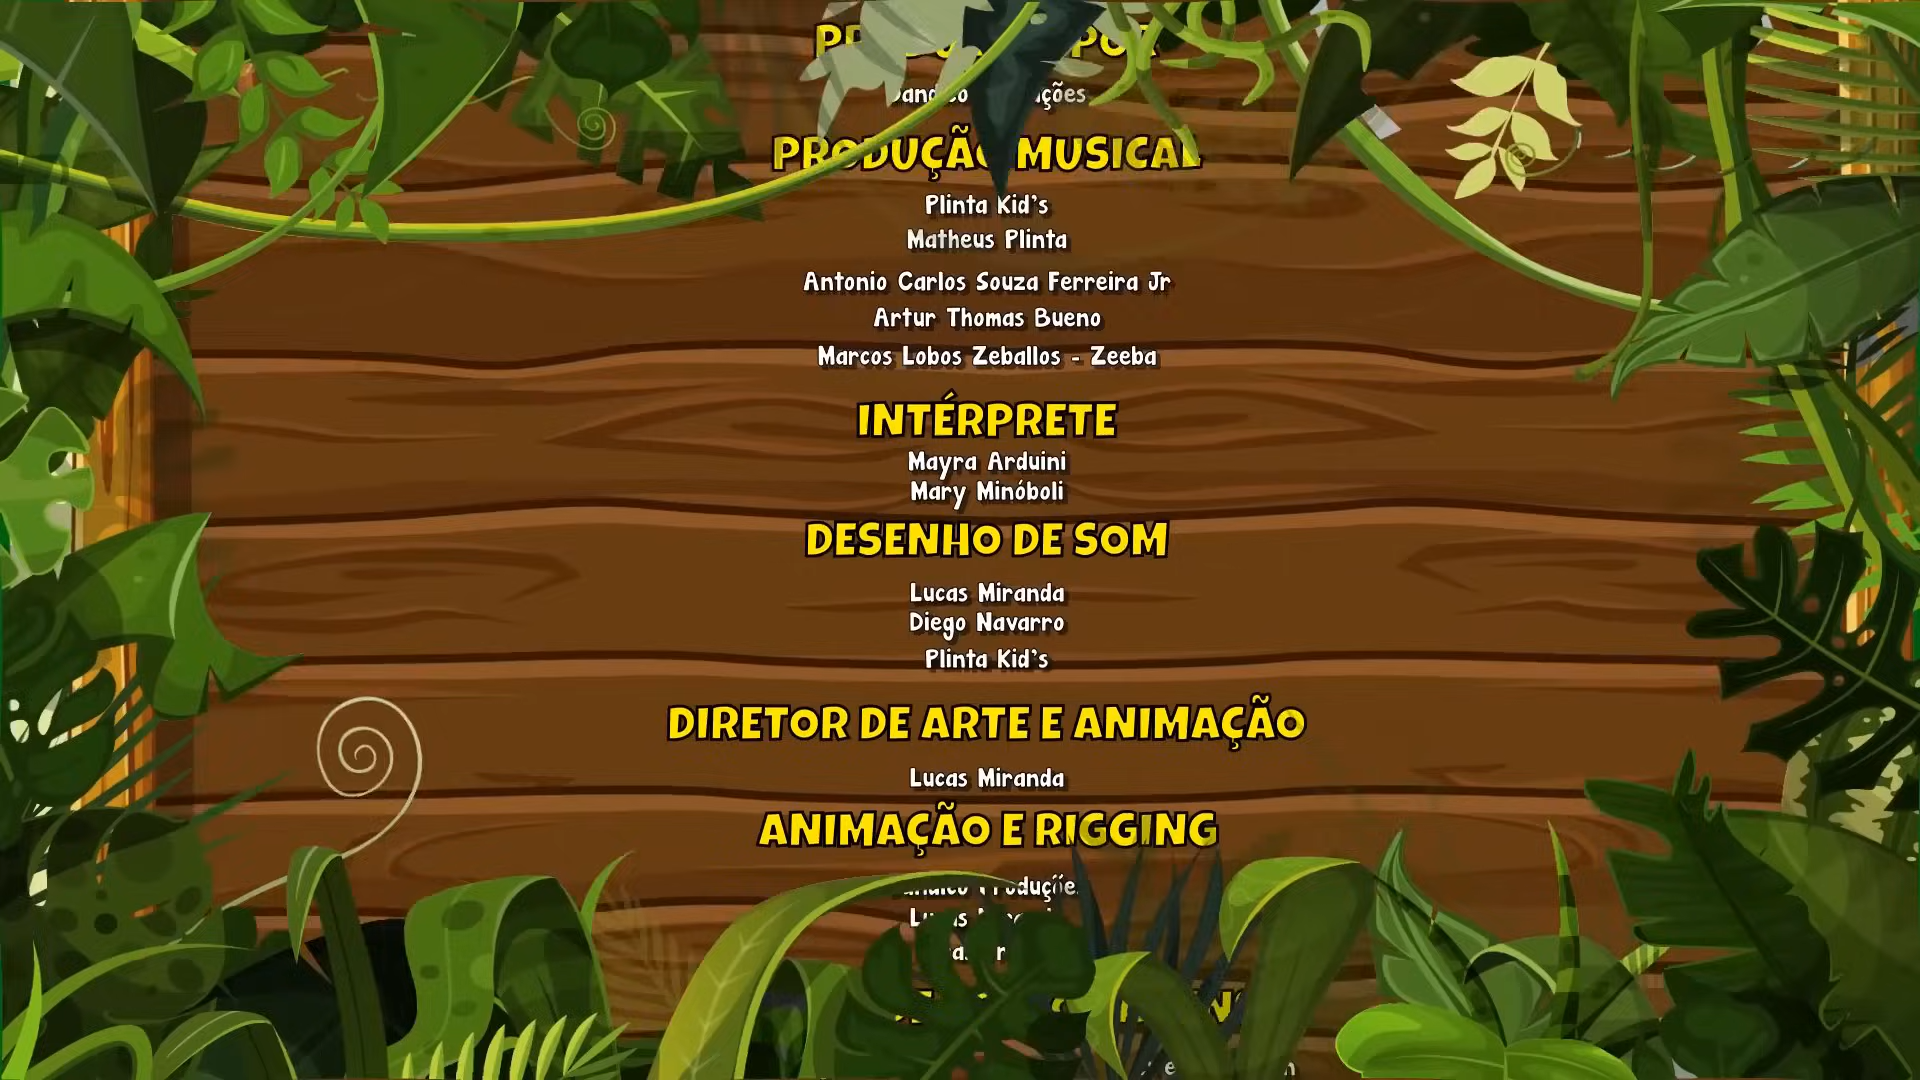 PRODUÇÃO MUSICAL
Plinta Kid's
Matheus Plinta
Antonio Carlos Souza Ferreira Jr
Artur Thomas Bueno
Marcos Lobos Zeballos - Zeeba
INTÉRPRETE
Mayra Arduini
Mary Minóboli
DESENHO DE SOM
Lucas Miranda
Diego Navarro
Plinta Kid's
DIRETOR DE ARTE E ANIMAÇÃO
Lucas Miranda
ANIMAÇÃO E RIGGING